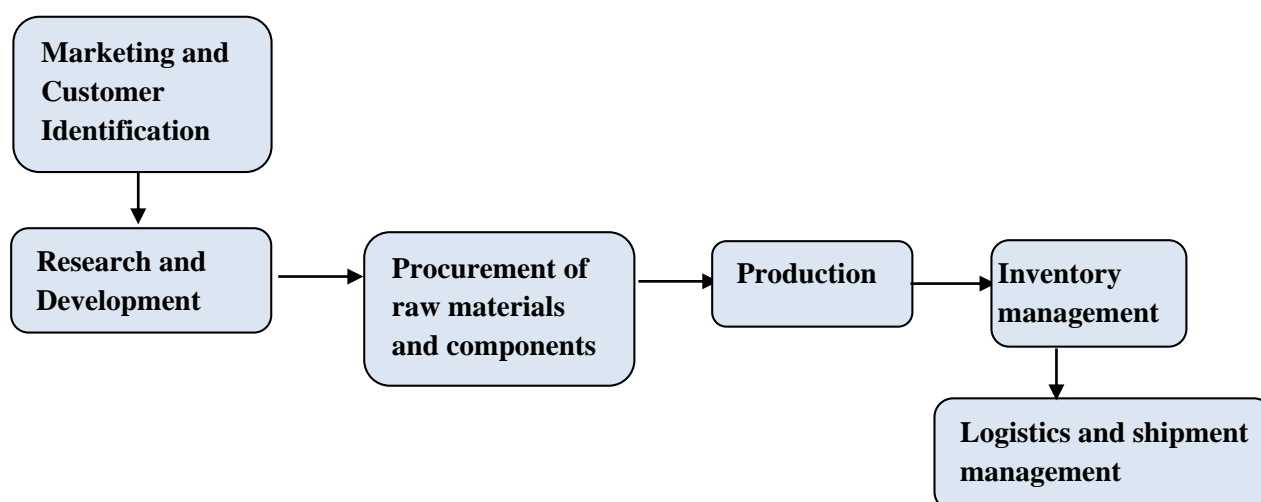 Marketing and
Customer
Identification
Research and
Development
Procurement of
raw materials
and components
Production
Inventory
management
Logistics and shipment
management